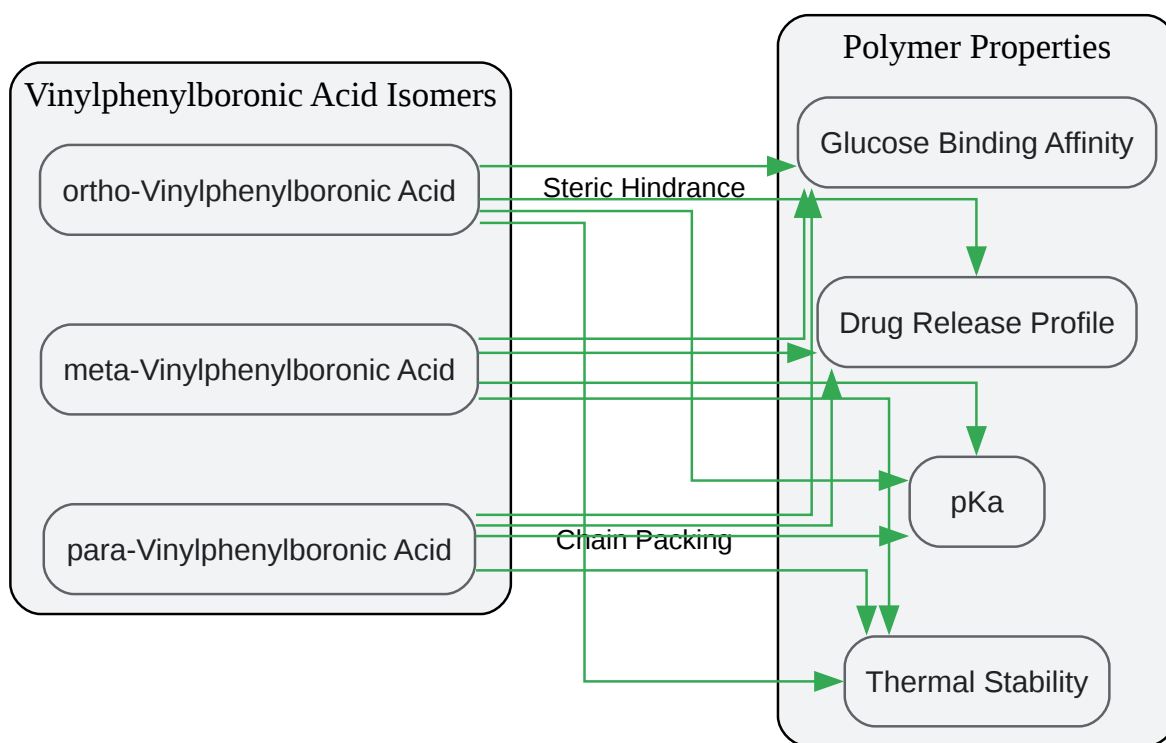 Vinylphenylboronic Acid Isomers
ortho-Vinylphenylboronic Acid
meta-Vinylphenylboronic Acid
para-Vinylphenylboronic Acid
Steric Hindrance
Chain Packing
Polymer Properties
Glucose Binding Affinity
Drug Release Profile
pKa
Thermal Stability